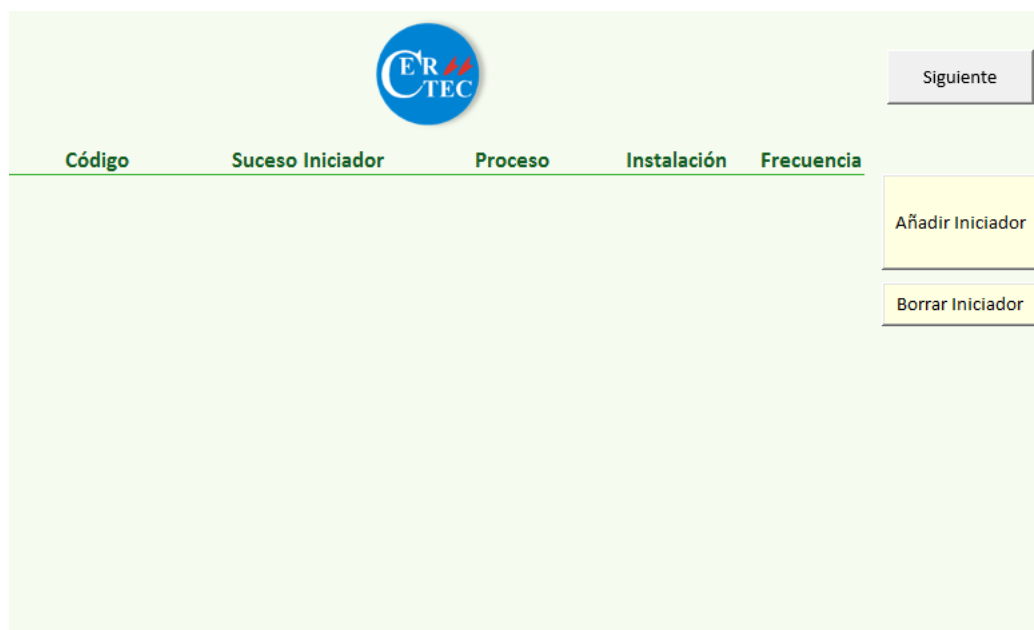 CERTEC
Siguiente
Código Suceso Iniciador Proceso Instalación Frecuencia
Añadir Iniciador
Borrar Iniciador